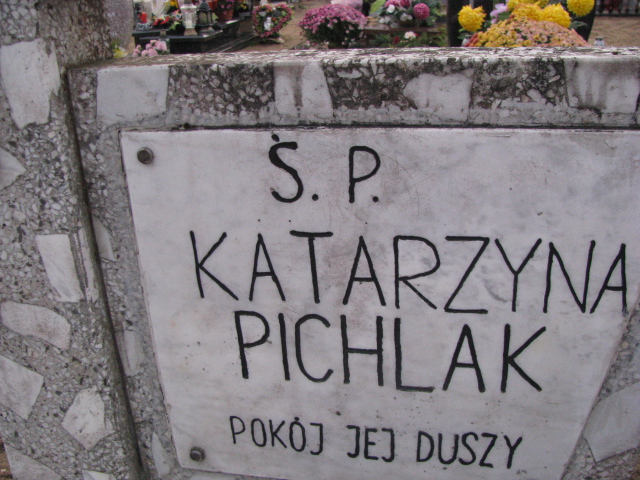 Ś. P.
KATARZYNA
PICHLAK
POKÓJ JEJ DUSZY